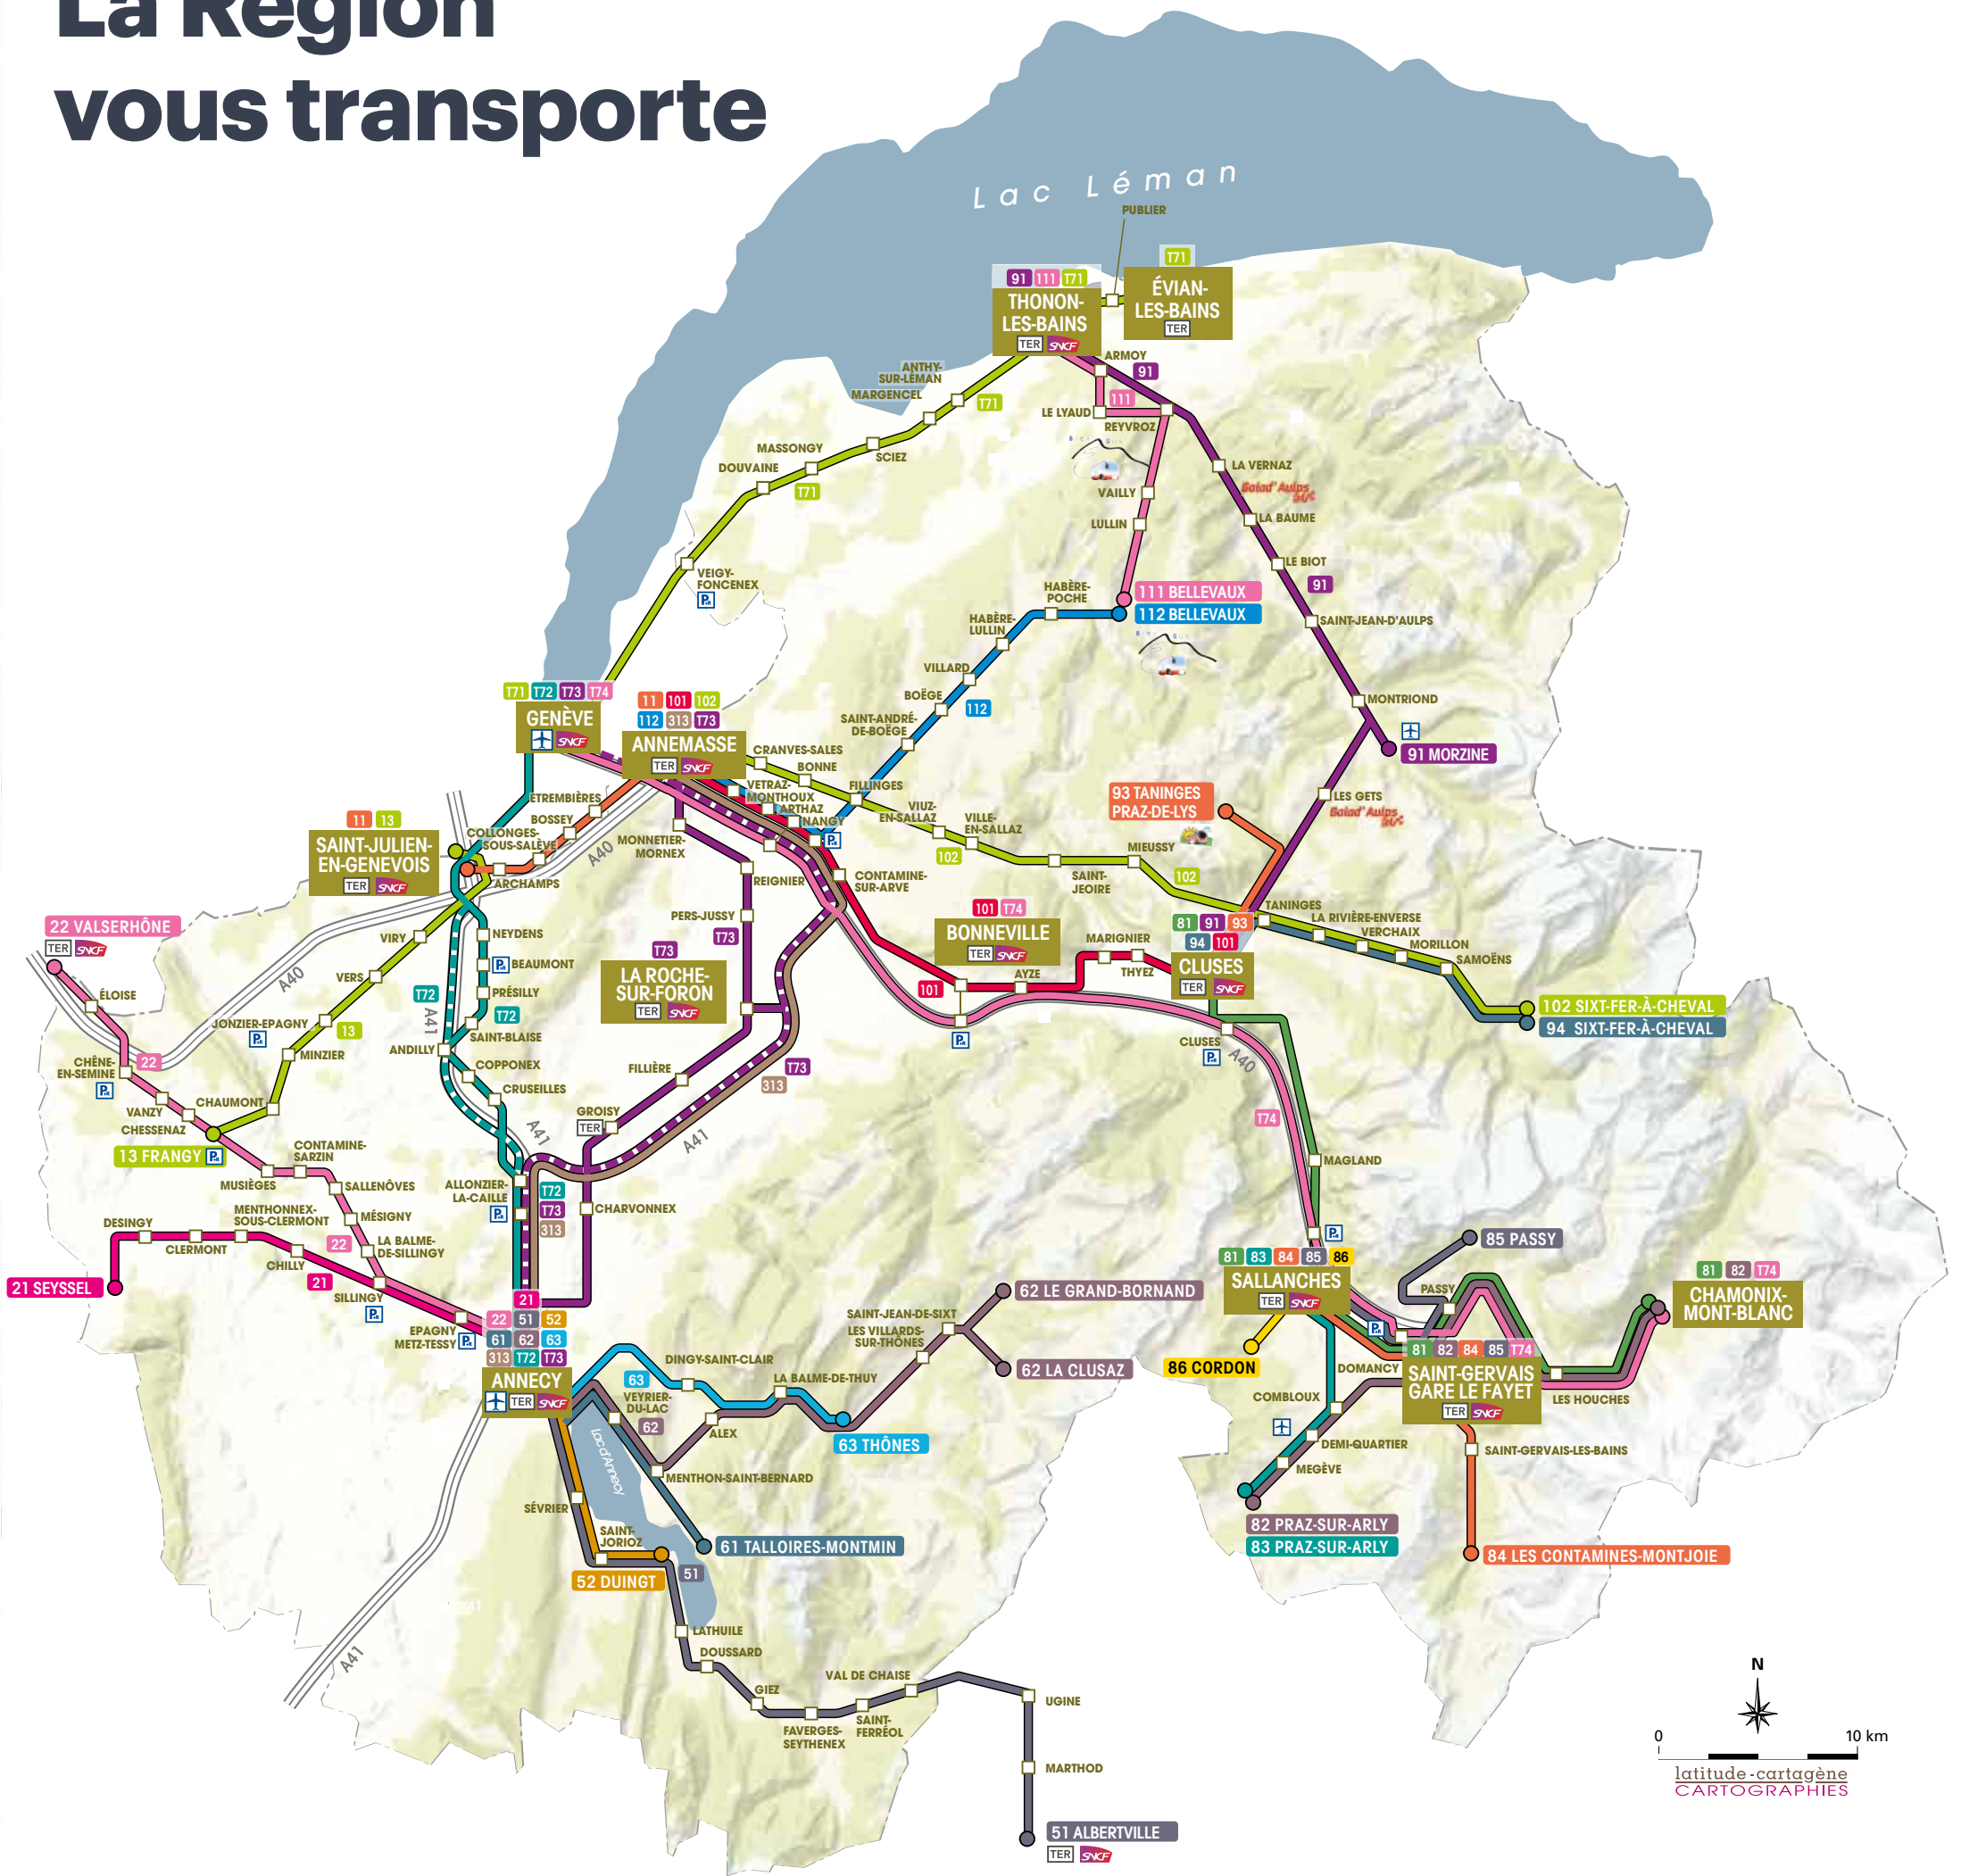 La Région
vous transporte
Lac Léman
PUBLIER
T71
91 111 T71
ÉVIAN-
LES-BAINS
TER
THONON-
LES-BAINS
TER SNCF
ARMOY
91
ANTHY-
SUR-LÉMAN
MARGENCEL
T71
111
LE LYAUD
REYVROZ
MASSONGY
SCIEZ
DOUVAINE
T71
LA VERNAZ
VAILLY
LULLIN
LA BAUME
LE BIOT
VEIGY-
FONCENEX
P+R
91
HABÈRE-
POCHE
111 BELLEVAUX
112 BELLEVAUX
HABÈRE-
LULLIN
SAINT-JEAN-D'AULPS
VILLARD
BOËGE
112
SAINT-ANDRÉ-
DE-BOËGE
MONTRIOND
91 MORZINE
T71 T72 T73 T74
GENÈVE
SNCF
11 101 102
112 313 T73
ANNEMASSE
TER SNCF
CRANVES-SALES
BONNE
FILLINGES
VETRAZ-
MONTHOUX
ARTHAZ
NANGY
VIUZ-
EN-SALLAZ
VILLE-
EN-SALLAZ
102
93 TANINGES
PRAZ-DE-LYS
LES GETS
ETREMBIÈRES
BOSSEY
COLLONGES-
SOUS-SALÈVE
ARCHAMPS
A40
11 13
SAINT-JULIEN-
EN-GENEVOIS
TER SNCF
MONNETIER-
MORNEX
REIGNIER
CONTAMINE-
SUR-ARVE
SAINT-
JEOIRE
MIEUSSY
102
TANINGES
LA RIVIÈRE-ENVERSE
VERCHAIX
MORILLON
SAMOËNS
102 SIXT-FER-À-CHEVAL
94 SIXT-FER-À-CHEVAL
22 VALSERHÔNE
TER SNCF
ÉLOISE
A40
VIRY
VERS
NEYDENS
BEAUMONT
PRÉSILLY
T72
T72
A41
SAINT-BLAISE
ANDILLY
COPPONEX
CRUSEILLES
PERS-JUSSY
T73
T73
LA ROCHE-
SUR-FORON
TER SNCF
101 T74
BONNEVILLE
TER SNCF
101
AYZE
MARIGNIER
THYEZ
81 91 93
94 101
CLUSES
TER SNCF
CLUSES
P+R
A40
T74
MAGLAND
JONZIER-EPAGNY
P+R
13
MINZIER
CHAUMONT
22
CHÊNE-
EN-SEMINE
P+R
VANZY
CHESSENAZ
13 FRANGY P+R
MUSIÈGES
CONTAMINE-
SARZIN
SALLENÔVES
MÉSIGNY
22
LA BALME-
DE-SILLINGY
DESINGY
CLERMONT
MENTHONNEX-
SOUS-CLERMONT
CHILLY
21
21 SEYSSEL
SILLINGY
P+R
EPAGNY
METZ-TESSY P+R
FILLIÈRE
GROISY
TER
T73
313
A41
A41
ALLONZIER-
LA-CAILLE
P+R
T72
T73
313
CHARVONNEX
21
22 51 52
61 62 63
313 T72 T73
ANNECY
TER SNCF
63
DINGY-SAINT-CLAIR
LA BALME-DE-THUY
VEYRIER-
DU-LAC
62
ALEX
63 THÔNES
MENTHON-SAINT-BERNARD
SAINT-JEAN-DE-SIXT
LES VILLARDS-
SUR-THÔNES
62 LE GRAND-BORNAND
62 LA CLUSAZ
Lac d'Annecy
SÉVRIER
SAINT-
JORIOZ
52 DUINGT
51
61 TALLOIRES-MONTMIN
LATHUILE
DOUSSARD
GIEZ
FAVERGES-
SEYTHENEX
SAINT-
FERRÉOL
VAL DE CHAISE
UGINE
MARTHOD
51 ALBERTVILLE
TER SNCF
A41
81 83 84 85 86
SALLANCHES
TER SNCF
86 CORDON
85 PASSY
PASSY
P+R
DOMANCY
COMBLOUX
DEMI-QUARTIER
MEGÈVE
82 PRAZ-SUR-ARLY
83 PRAZ-SUR-ARLY
81 82 84 85 T74
SAINT-GERVAIS
GARE LE FAYET
TER SNCF
LES HOUCHES
81 82 T74
CHAMONIX-
MONT-BLANC
SAINT-GERVAIS-LES-BAINS
84 LES CONTAMINES-MONTJOIE
N
0 10 km
latitude-cartagène
CARTOGRAPHIES